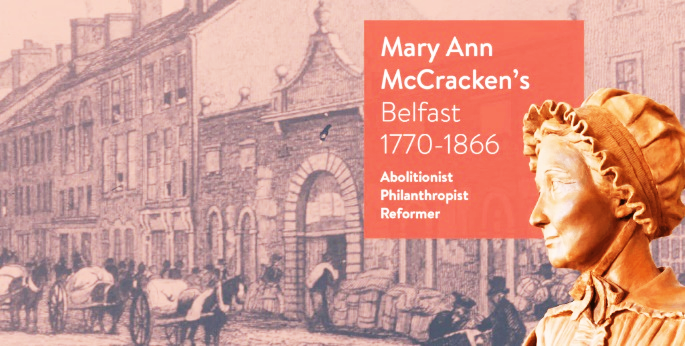 Mary Ann
McCracken's
Belfast
1770-1866
Abolitionist
Philanthropist
Reformer